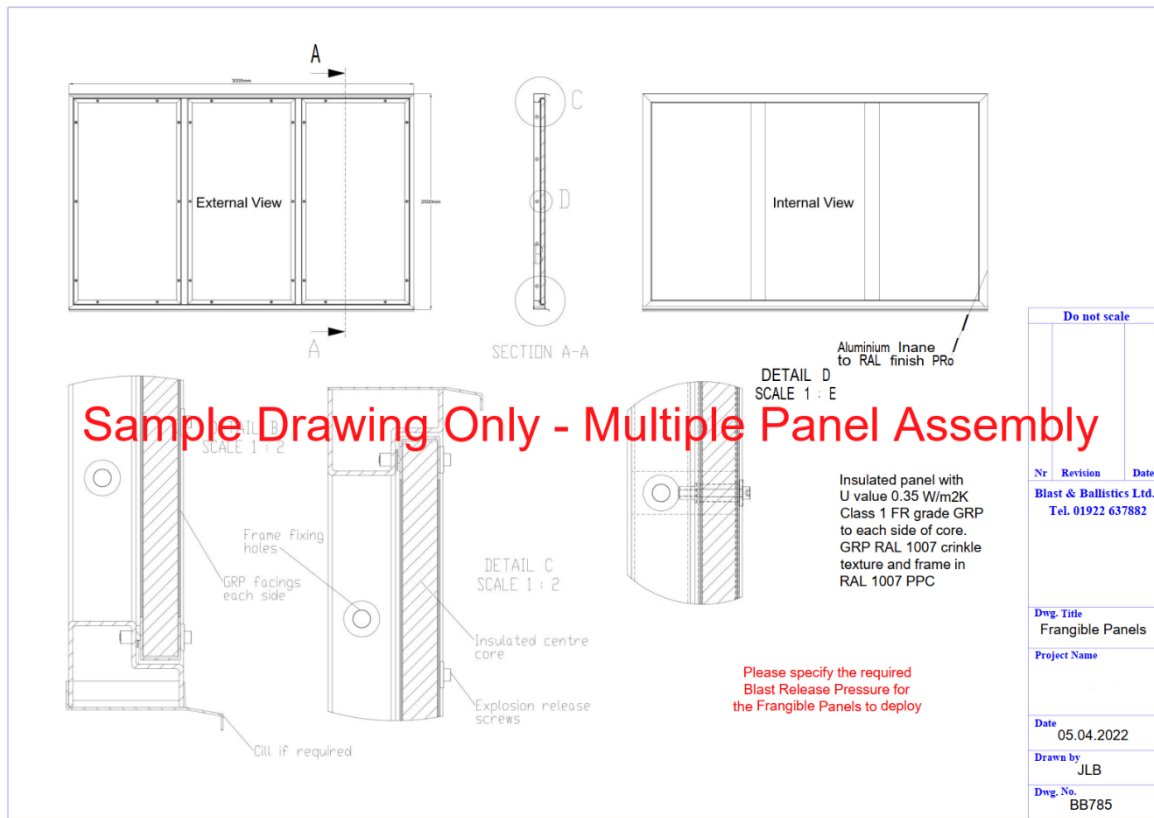 A
3000mm
C
External View
2500mm
D
B
Internal View
A
SECTION A-A
Aluminium Inane
to RAL finish PRo
DETAIL D
SCALE 1 : E
Do not scale
Sample Drawing Only - Multiple Panel Assembly
DETAIL B
SCALE 1 : 2
Nr Revision Date
Blast & Ballistics Ltd.
Tel. 01922 637882
Insulated panel with
U value 0.35 W/m2K
Class 1 FR grade GRP
to each side of core.
GRP RAL 1007 crinkle
texture and frame in
RAL 1007 PPC
Frame fixing
holes
DETAIL C
SCALE 1 : 2
GRP facings
each side
Insulated centre
core
Explosion release
screws
Cill if required
Please specify the required
Blast Release Pressure for
the Frangible Panels to deploy
Dwg. Title
Frangible Panels
Project Name
Date
05.04.2022
Drawn by
JLB
Dwg. No.
BB785